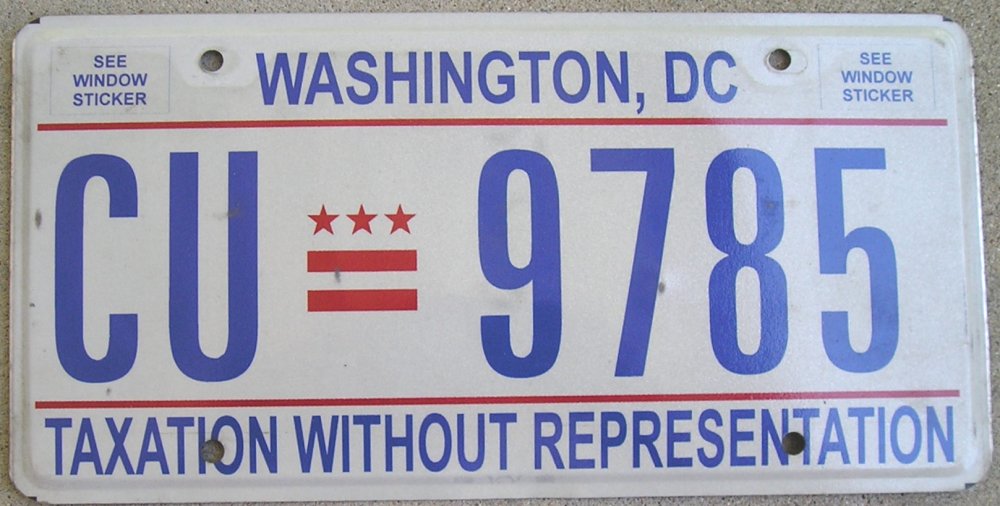 SEE
WINDOW
STICKER
WASHINGTON, DC
SEE
WINDOW
STICKER
CU 9785
TAXATION WITHOUT REPRESENTATION